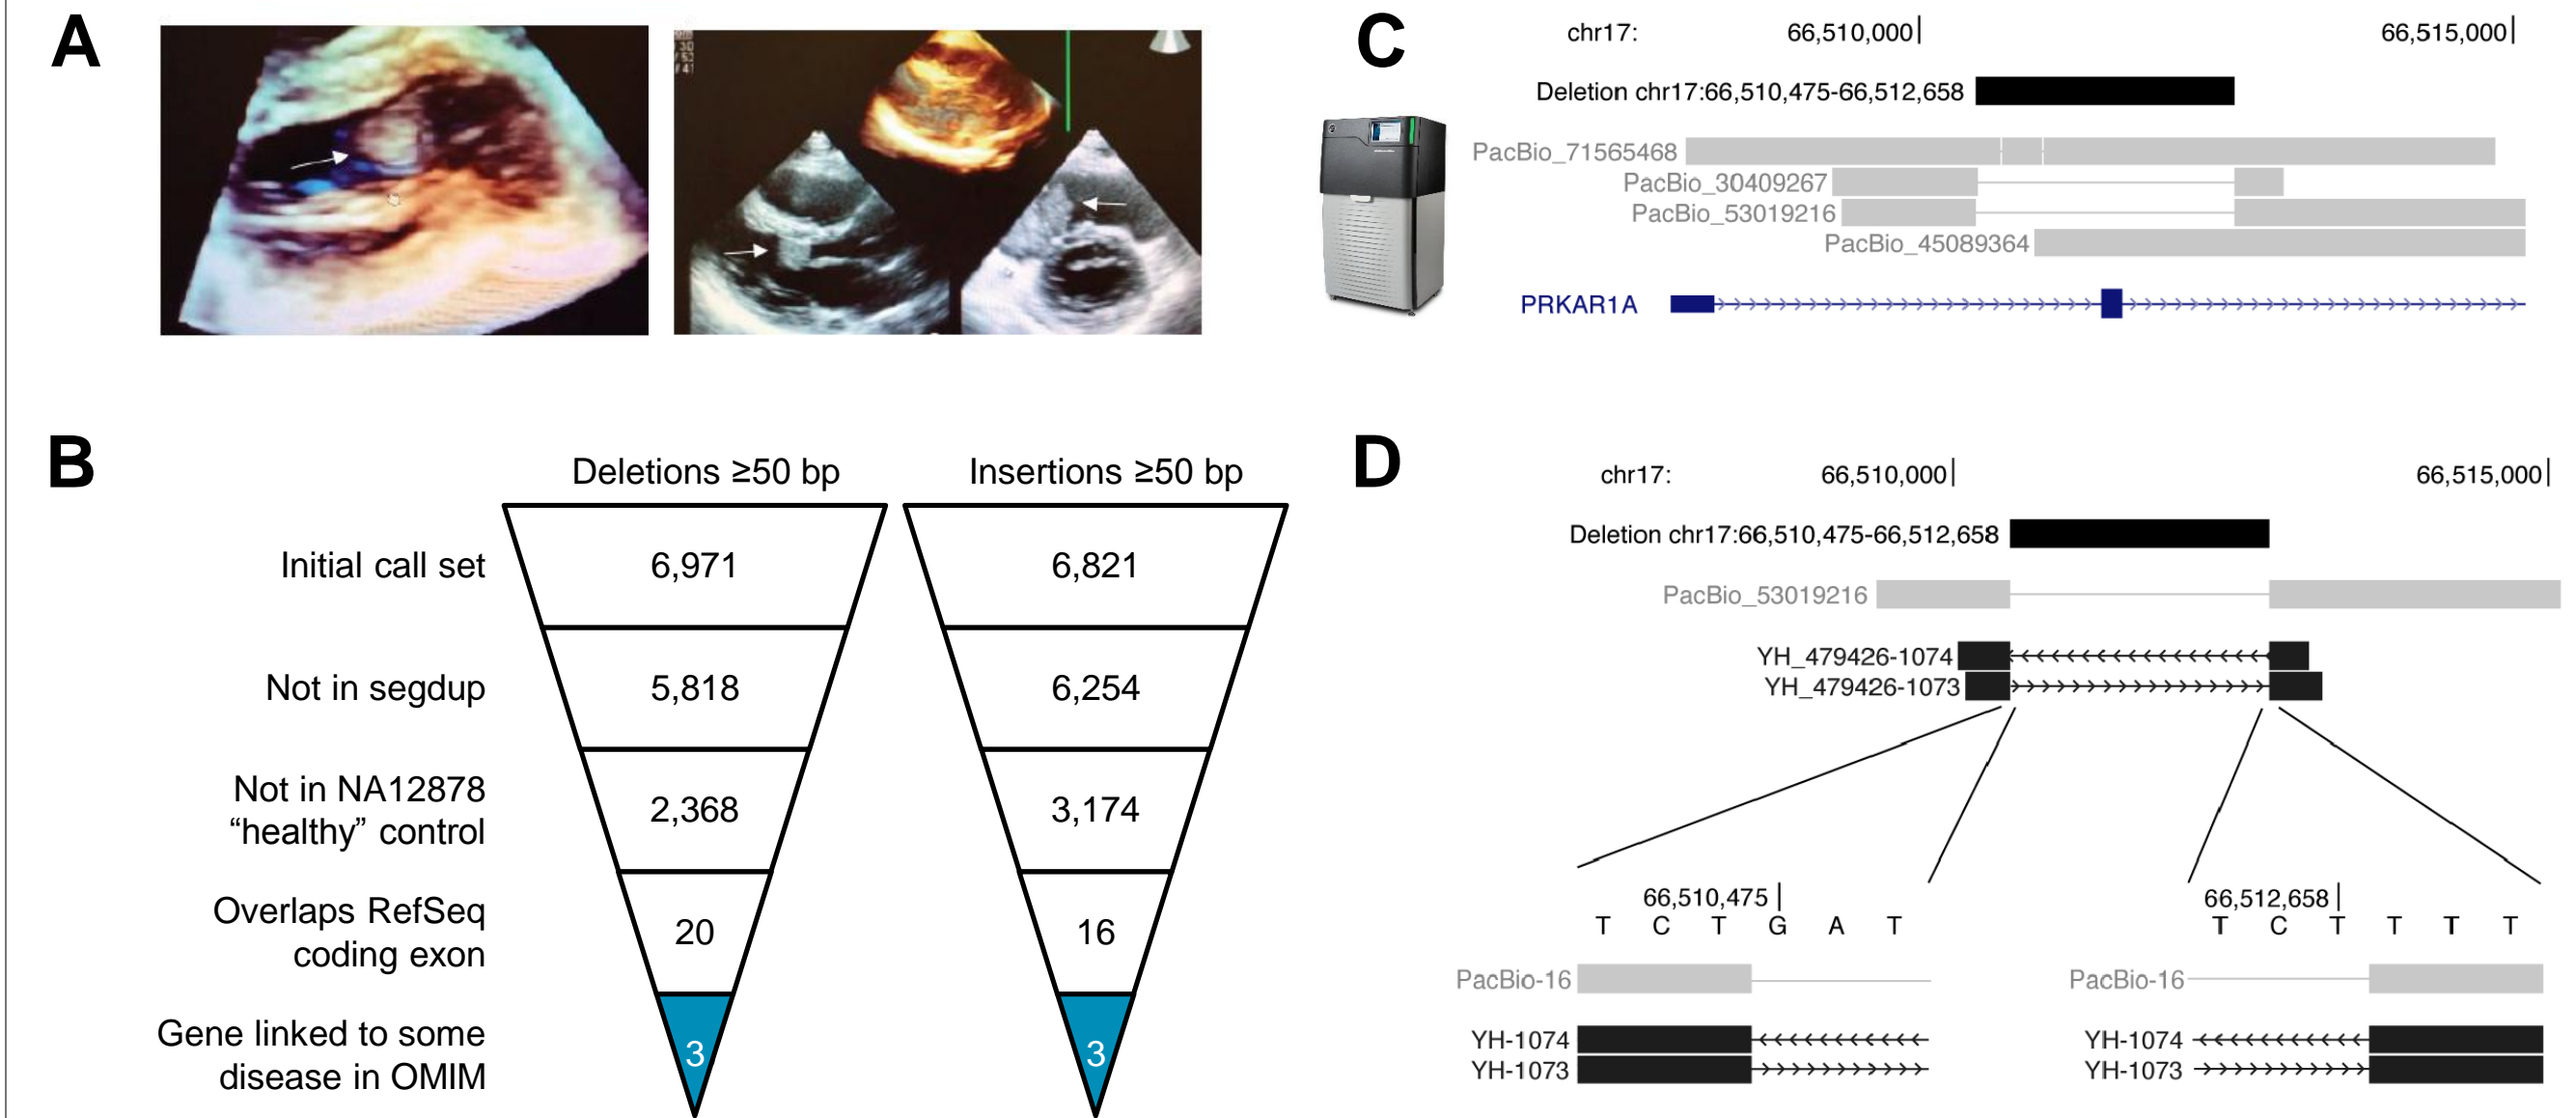 A
B
Deletions ≥50 bp
Insertions ≥50 bp
Initial call set
6,971
6,821
Not in segdup
5,818
6,254
Not in NA12878
“healthy” control
2,368
3,174
Overlaps RefSeq
coding exon
20
16
Gene linked to some
disease in OMIM
3
3
C
chr17:
66,510,000
66,515,000
Deletion chr17:66,510,475-66,512,658
PacBio_71565468
PacBio_30409267
PacBio_53019216
PacBio_45089364
PRKAR1A
D
chr17:
66,510,000
66,515,000
Deletion chr17:66,510,475-66,512,658
PacBio_53019216
YH_479426-1074
YH_479426-1073
66,510,475
T C T G A T
PacBio-16
YH-1074
YH-1073
66,512,658
T C T T T T
PacBio-16
YH-1074
YH-1073